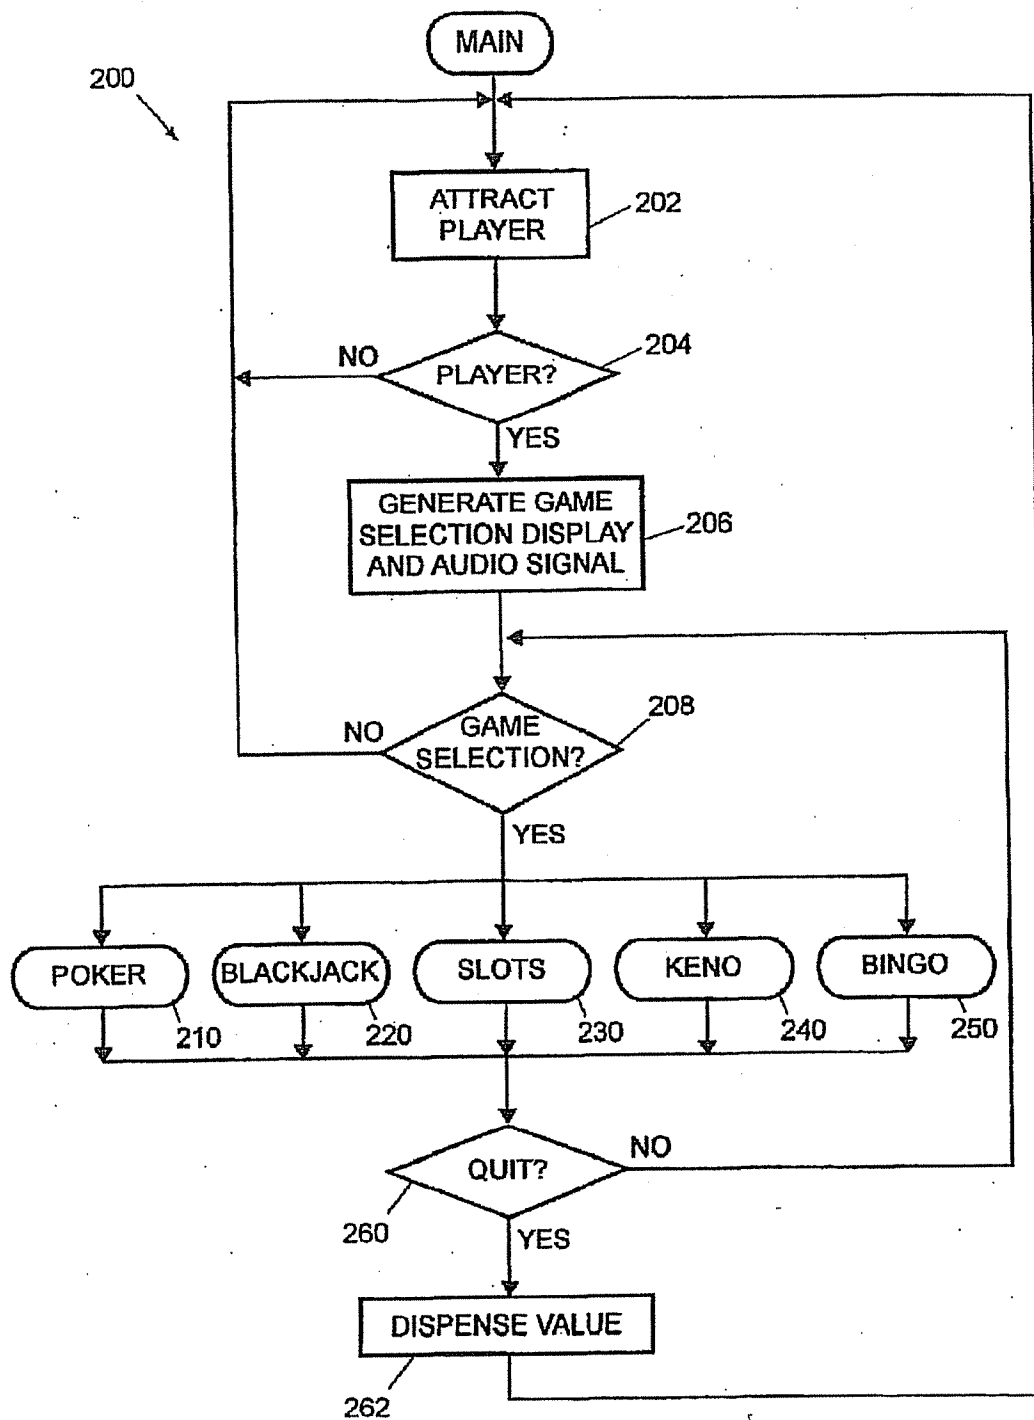 MAIN
200
ATTRACT
PLAYER
202
NO
PLAYER?
204
YES
GENERATE GAME
SELECTION DISPLAY
AND AUDIO SIGNAL
206
NO
GAME
SELECTION?
208
YES
POKER
BLACKJACK
SLOTS
KENO
BINGO
210
220
230
240
250
QUIT?
NO
260
YES
DISPENSE VALUE
262